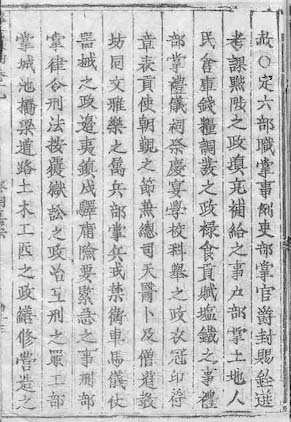 故○定六部職掌事例吏部掌官爵封賜銓選
考課黜陟之政填充補給之事户部掌土地人
民倉庫錢糧調發之政祿食貢賦塩鐵之事禮
部掌禮儀祠祭慶宴學校科舉之政衣冠印符
章表貢使朝覲之節兼總司天醫卜及僧道教
坊同文雅樂之屬兵部掌兵戎禁衛車馬儀仗
器械之政邊夷鎮戍驛𢊍險要緊急之事刑部
掌律令刑法按覆獄訟之政治五刑之罪工部
掌城池橋梁道路土木工匠之政繕修營造之